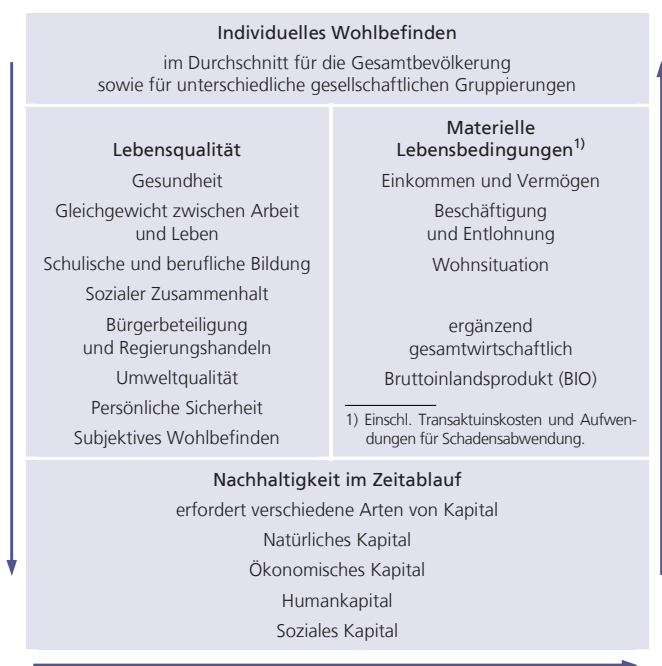 Individuelles Wohlbefinden
im Durchschnitt für die Gesamtbevölkerung
sowie für unterschiedliche gesellschaftlichen Gruppierungen
Lebensqualität
Gesundheit
Gleichgewicht zwischen Arbeit
und Leben
Schulische und berufliche Bildung
Sozialer Zusammenhalt
Bürgerbeteiligung
und Regierungshandeln
Umweltqualität
Persönliche Sicherheit
Subjektives Wohlbefinden
Materielle
Lebensbedingungen1)
Einkommen und Vermögen
Beschäftigung
und Entlohnung
Wohnsituation
ergänzend
gesamtwirtschaftlich
Bruttoinlandsprodukt (BIO)
1) Einschl. Transaktuinskosten und Aufwen-
dungen für Schadensabwendung.
Nachhaltigkeit im Zeitablauf
erfordert verschiedene Arten von Kapital
Natürliches Kapital
Ökonomisches Kapital
Humankapital
Soziales Kapital